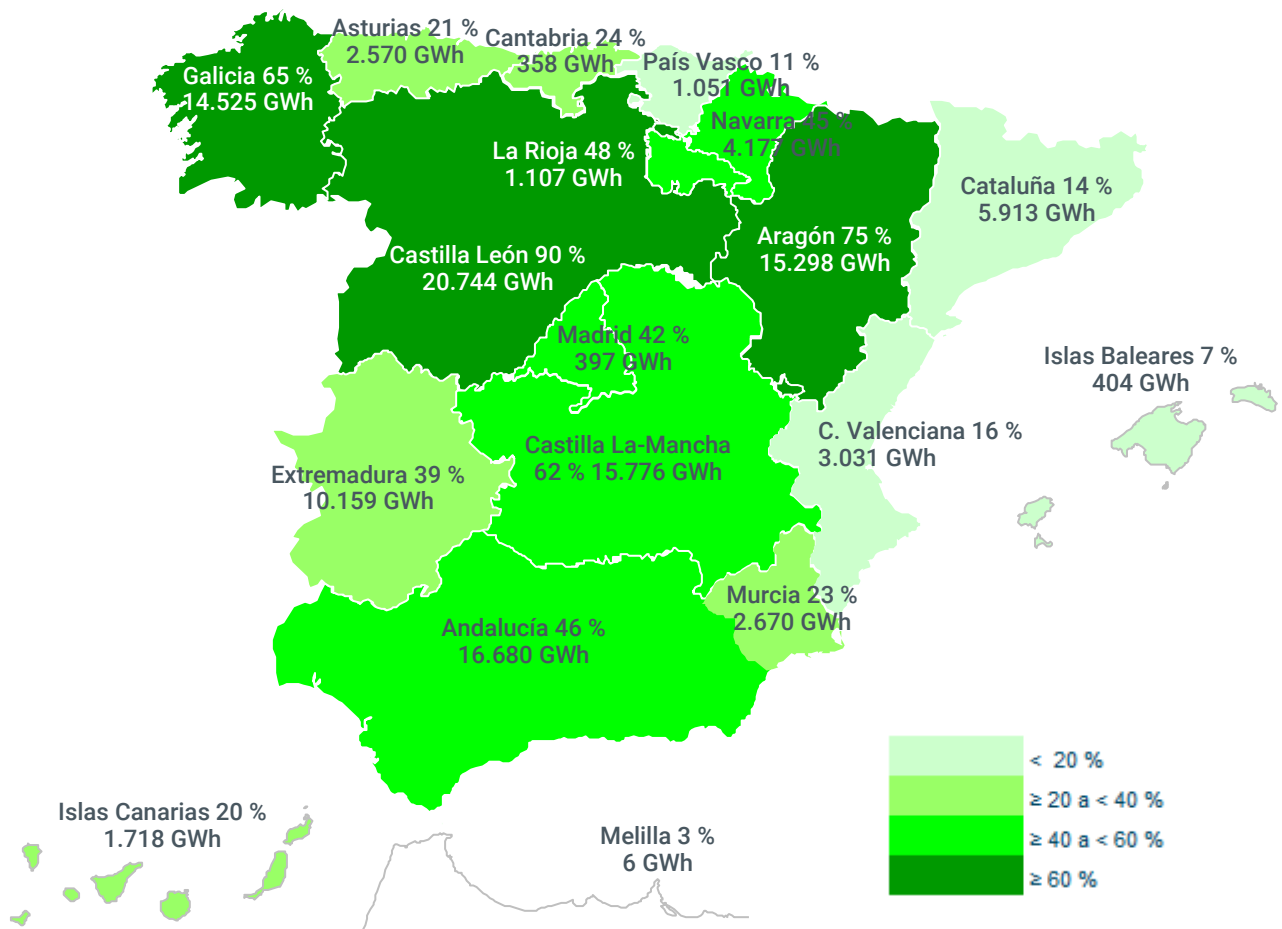 Asturias 21 %
2.570 GWh
Cantabria 24 %
358 GWh
País Vasco 11 %
1.051 GWh
Galicia 65 %
14.525 GWh
Navarra 45 %
4.177 GWh
La Rioja 48 %
1.107 GWh
Cataluña 14 %
5.913 GWh
Aragón 75 %
15.298 GWh
Castilla León 90 %
20.744 GWh
Madrid 42 %
397 GWh
Islas Baleares 7 %
404 GWh
C. Valenciana 16 %
3.031 GWh
Castilla La-Mancha
62 % 15.776 GWh
Extremadura 39 %
10.159 GWh
Murcia 23 %
2.670 GWh
Andalucía 46 %
16.680 GWh
Islas Canarias 20 %
1.718 GWh
Melilla 3 %
6 GWh
< 20 %
≥ 20 a < 40 %
≥ 40 a < 60 %
≥ 60 %